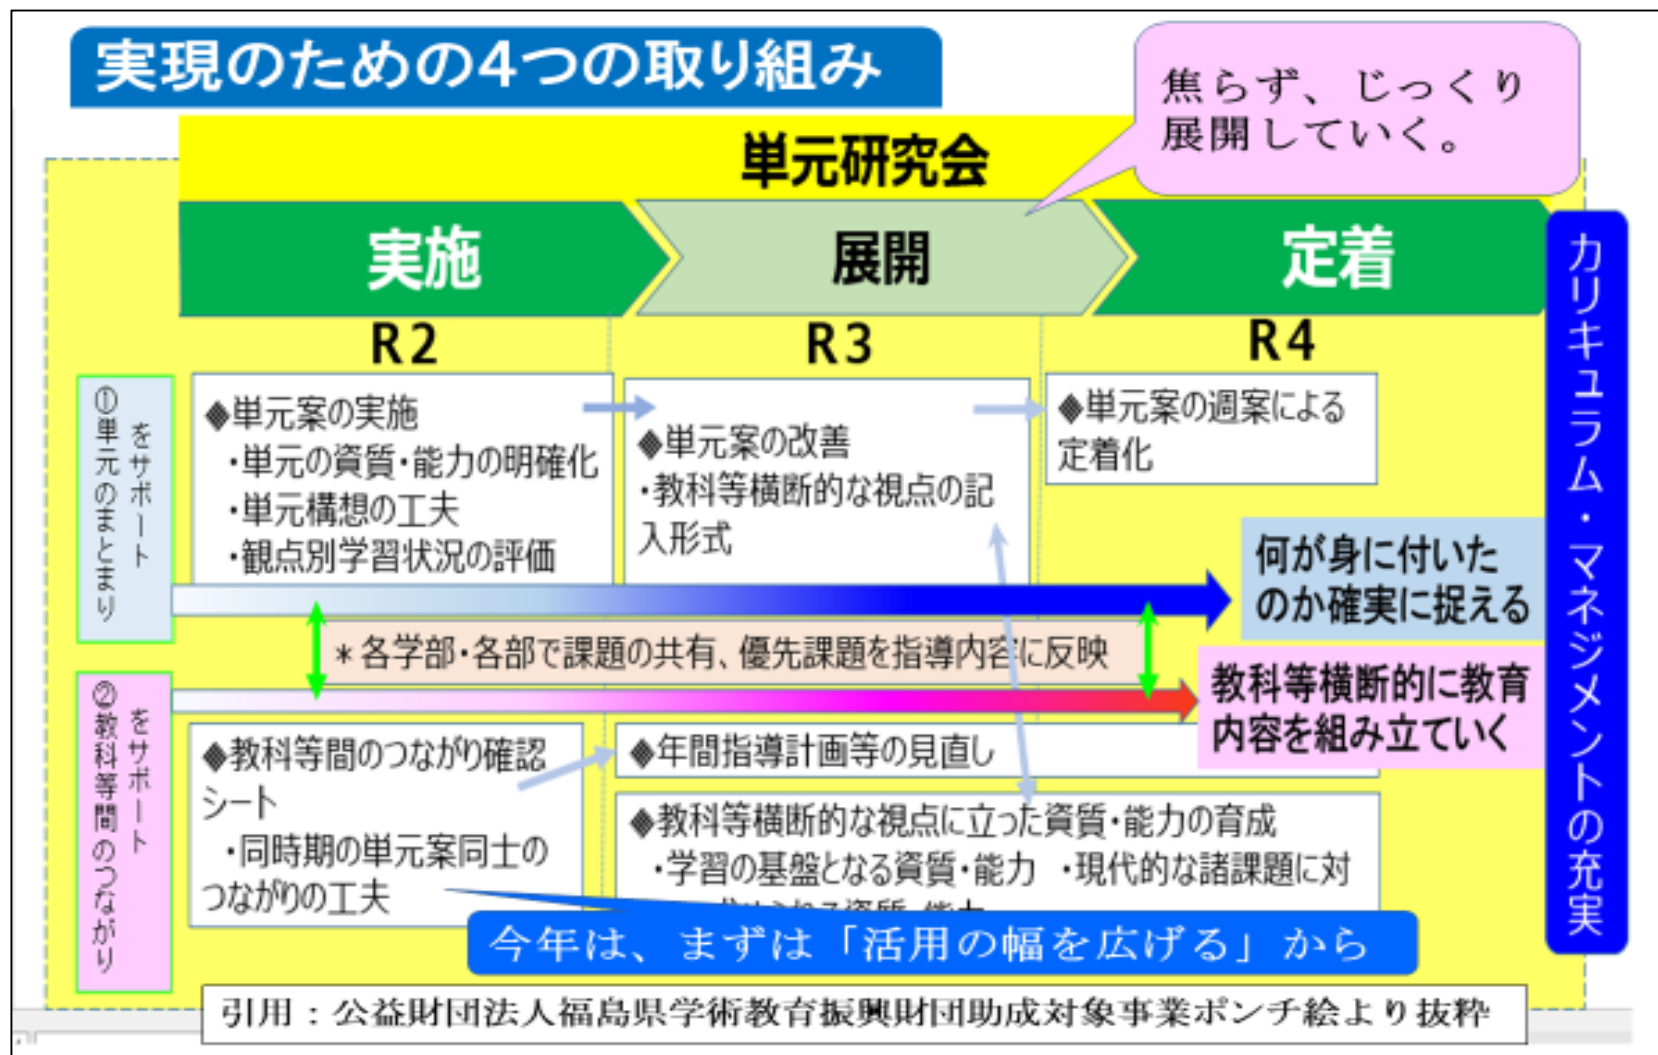 実現のための4つの取り組み
焦らず、じっくり
展開していく。
単元研究会
実施
展開
定着
R2
R3
R4
カリキュラム・マネジメントの充実
①単元のまとまり
をサポート
◆単元案の実施
・単元の資質・能力の明確化
・単元構想の工夫
・観点別学習状況の評価
◆単元案の改善
・教科等横断的な視点の記
入形式
◆単元案の週案による
定着化
何が身に付いた
のか確実に捉える
＊各学部・各部で課題の共有、優先課題を指導内容に反映
教科等横断的に教育
内容を組み立ていく
②教科等間のつながり
をサポート
◆教科等間のつながり確認
シート
・同時期の単元案同士の
つながりの工夫
◆年間指導計画等の見直し
◆教科等横断的な視点に立った資質・能力の育成
・学習の基盤となる資質・能力　・現代的な諸課題に対
今年は、まずは「活用の幅を広げる」から
引用：公益財団法人福島県学術教育振興財団助成対象事業ポンチ絵より抜粋